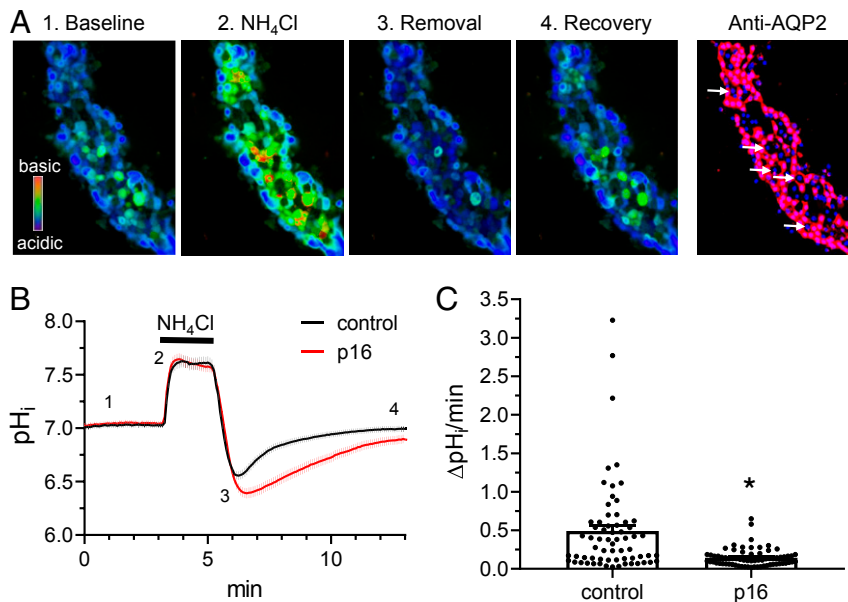 A
1. Baseline
2. NH₄Cl
3. Removal
4. Recovery
Anti-AQP2
basic
acidic
B
NH₄Cl
control
p16
1
2
3
4
8.0
7.5
7.0
6.5
6.0
pHᵢ
0
5
10
min
C
3.5
3.0
2.5
2.0
1.5
1.0
0.5
0.0
ΔpHᵢ/min
*
control
p16